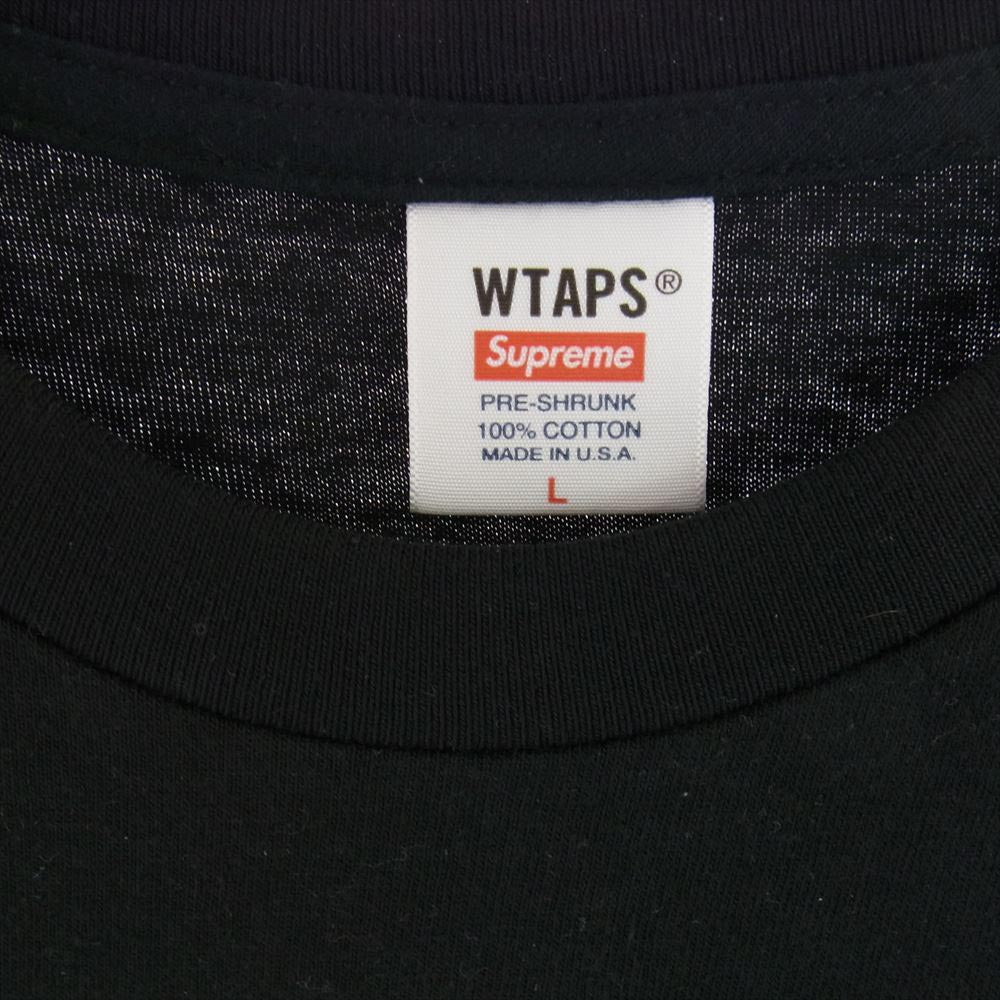 WTAPS®
Supreme
PRE-SHRUNK
100% COTTON
MADE IN U.S.A.
L